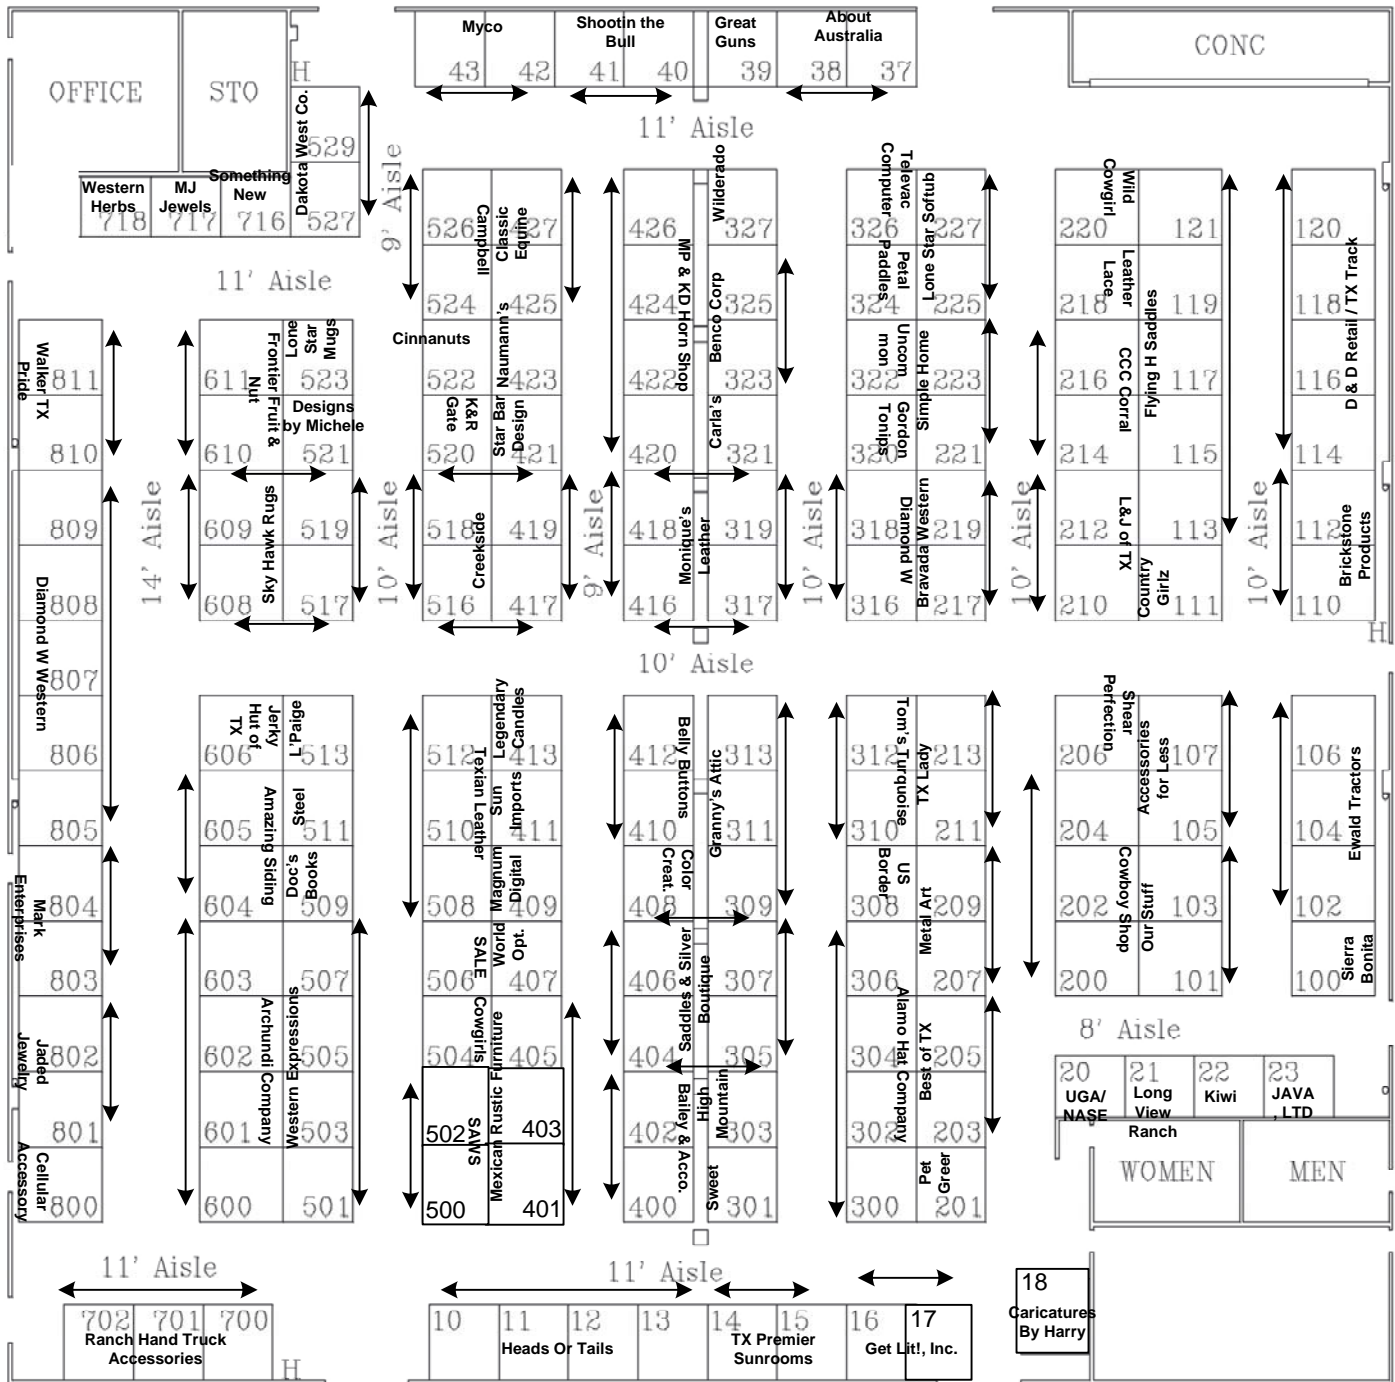 Myco
Shootin the
Bull
Great
Guns
About
Australia
43
42
41
40
39
38
37
CONC
OFFICE
STO
H
11' Aisle
Dakota West Co.
529
527
9' Aisle
Western
Herbs
MJ
Jewels
Something
New
718
717
716
11' Aisle
Campbell
Classic
Equine
526
427
524
425
Cinnanuts
Naumann's
522
423
K&R
Gate
Star Bar
Design
520
421
Creekside
518
419
516
417
MP & KD Horn Shop
Wilderado
426
327
424
325
Benco Corp
422
323
Carla's
420
321
Monique's
Leather
418
319
416
317
Televac
Computer
Lone Star Softub
326
227
Petal
Paddles
324
225
Uncom
mon
Simple Home
322
223
Gordon
Tonips
320
221
Diamond W
Bravada Western
318
219
316
217
Wild
Cowgirl
220
121
Leather
Lace
218
119
Flying H Saddles
CCC Corral
216
117
214
115
L&J of TX
212
113
Country
Girlz
210
111
120
118
D & D Retail / TX Track
116
114
112
Brickstone
Products
110
H
Walker TX
Pride
811
810
809
808
Diamond W Western
807
806
805
Mark
Enterprises
804
803
Jaded
Jewelry
802
801
Cellular
Accessory
800
14' Aisle
Lone
Star
Mugs
Frontier Fruit &
Nut
611
523
Designs
by Michele
610
521
Sky Hawk Rugs
609
519
608
517
10' Aisle
9' Aisle
10' Aisle
10' Aisle
10' Aisle
10' Aisle
Jerky
Hut of
TX
L'Paige
606
513
Amazing Siding
Steel
605
511
Doc's
Books
604
509
603
507
Archundi Company
Western Expressions
602
505
601
503
600
501
Legendary
Candles
512
413
Texian Leather
Sun
Imports
510
411
Magnum
Digital
508
409
SALE
World
Opt.
506
407
Cowgirls
Mexican Rustic Furniture
504
405
502
403
SAWS
500
401
Belly Buttons
Granny's Attic
412
313
410
311
Color
Creat.
408
309
Saddles & Silver
Boutique
406
307
404
305
Bailey & Acco.
High
Mountain
402
303
Sweet
400
301
Tom's Turquoise
TX Lady
312
213
310
211
US
Border
Metal Art
308
209
306
207
Alamo Hat Company
Best of TX
304
205
302
203
Pet
Greer
300
201
Shear
Perfection
Accessories
for Less
206
107
204
105
Cowboy Shop
Our Stuff
202
103
200
101
106
Ewald Tractors
104
102
Sierra
Bonita
100
8' Aisle
20
21
22
23
UGA/
NASE
Long
View
Ranch
Kiwi
JAVA
, LTD
WOMEN
MEN
11' Aisle
11' Aisle
702
701
700
Ranch Hand Truck
Accessories
H
10
11
12
13
14
15
16
17
Heads Or Tails
TX Premier
Sunrooms
Get Lit!, Inc.
18
Caricatures
By Harry